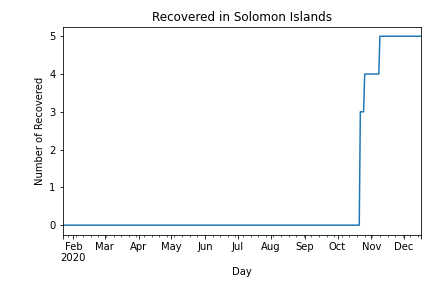 Recovered in Solomon Islands
Number of Recovered
5
4
3
2
1
0
Feb Mar Apr May Jun Jul Aug Sep Oct Nov Dec
2020
Day